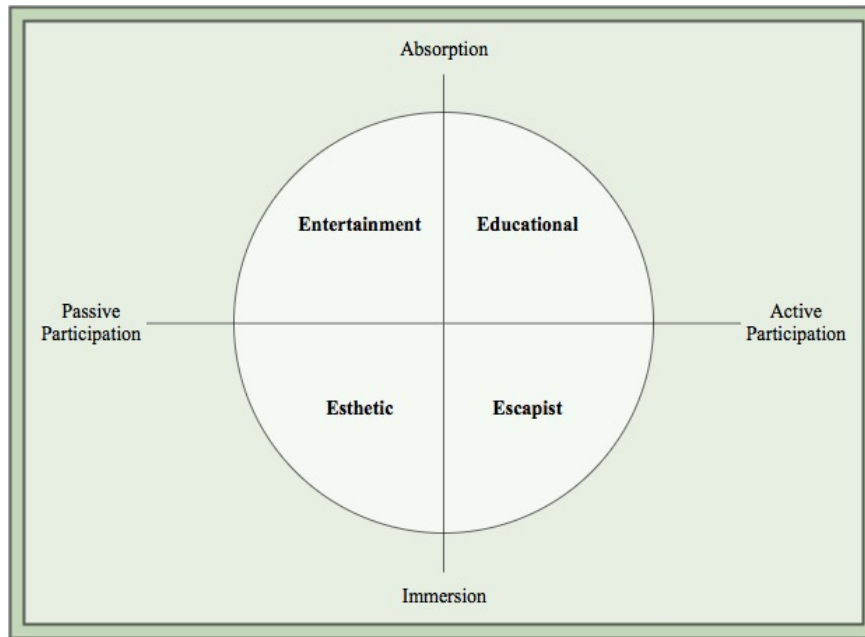 Absorption
Entertainment
Educational
Passive
Participation
Active
Participation
Esthetic
Escapist
Immersion